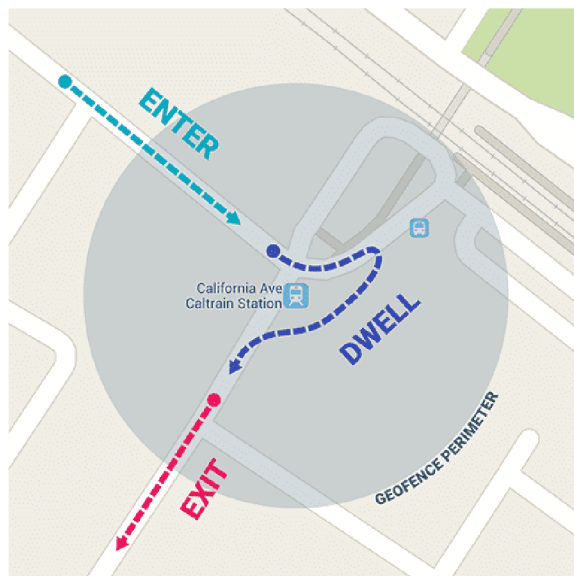 ENTER
California Ave
Caltrain Station
DWELL
GEOFENCE PERIMETER
EXIT